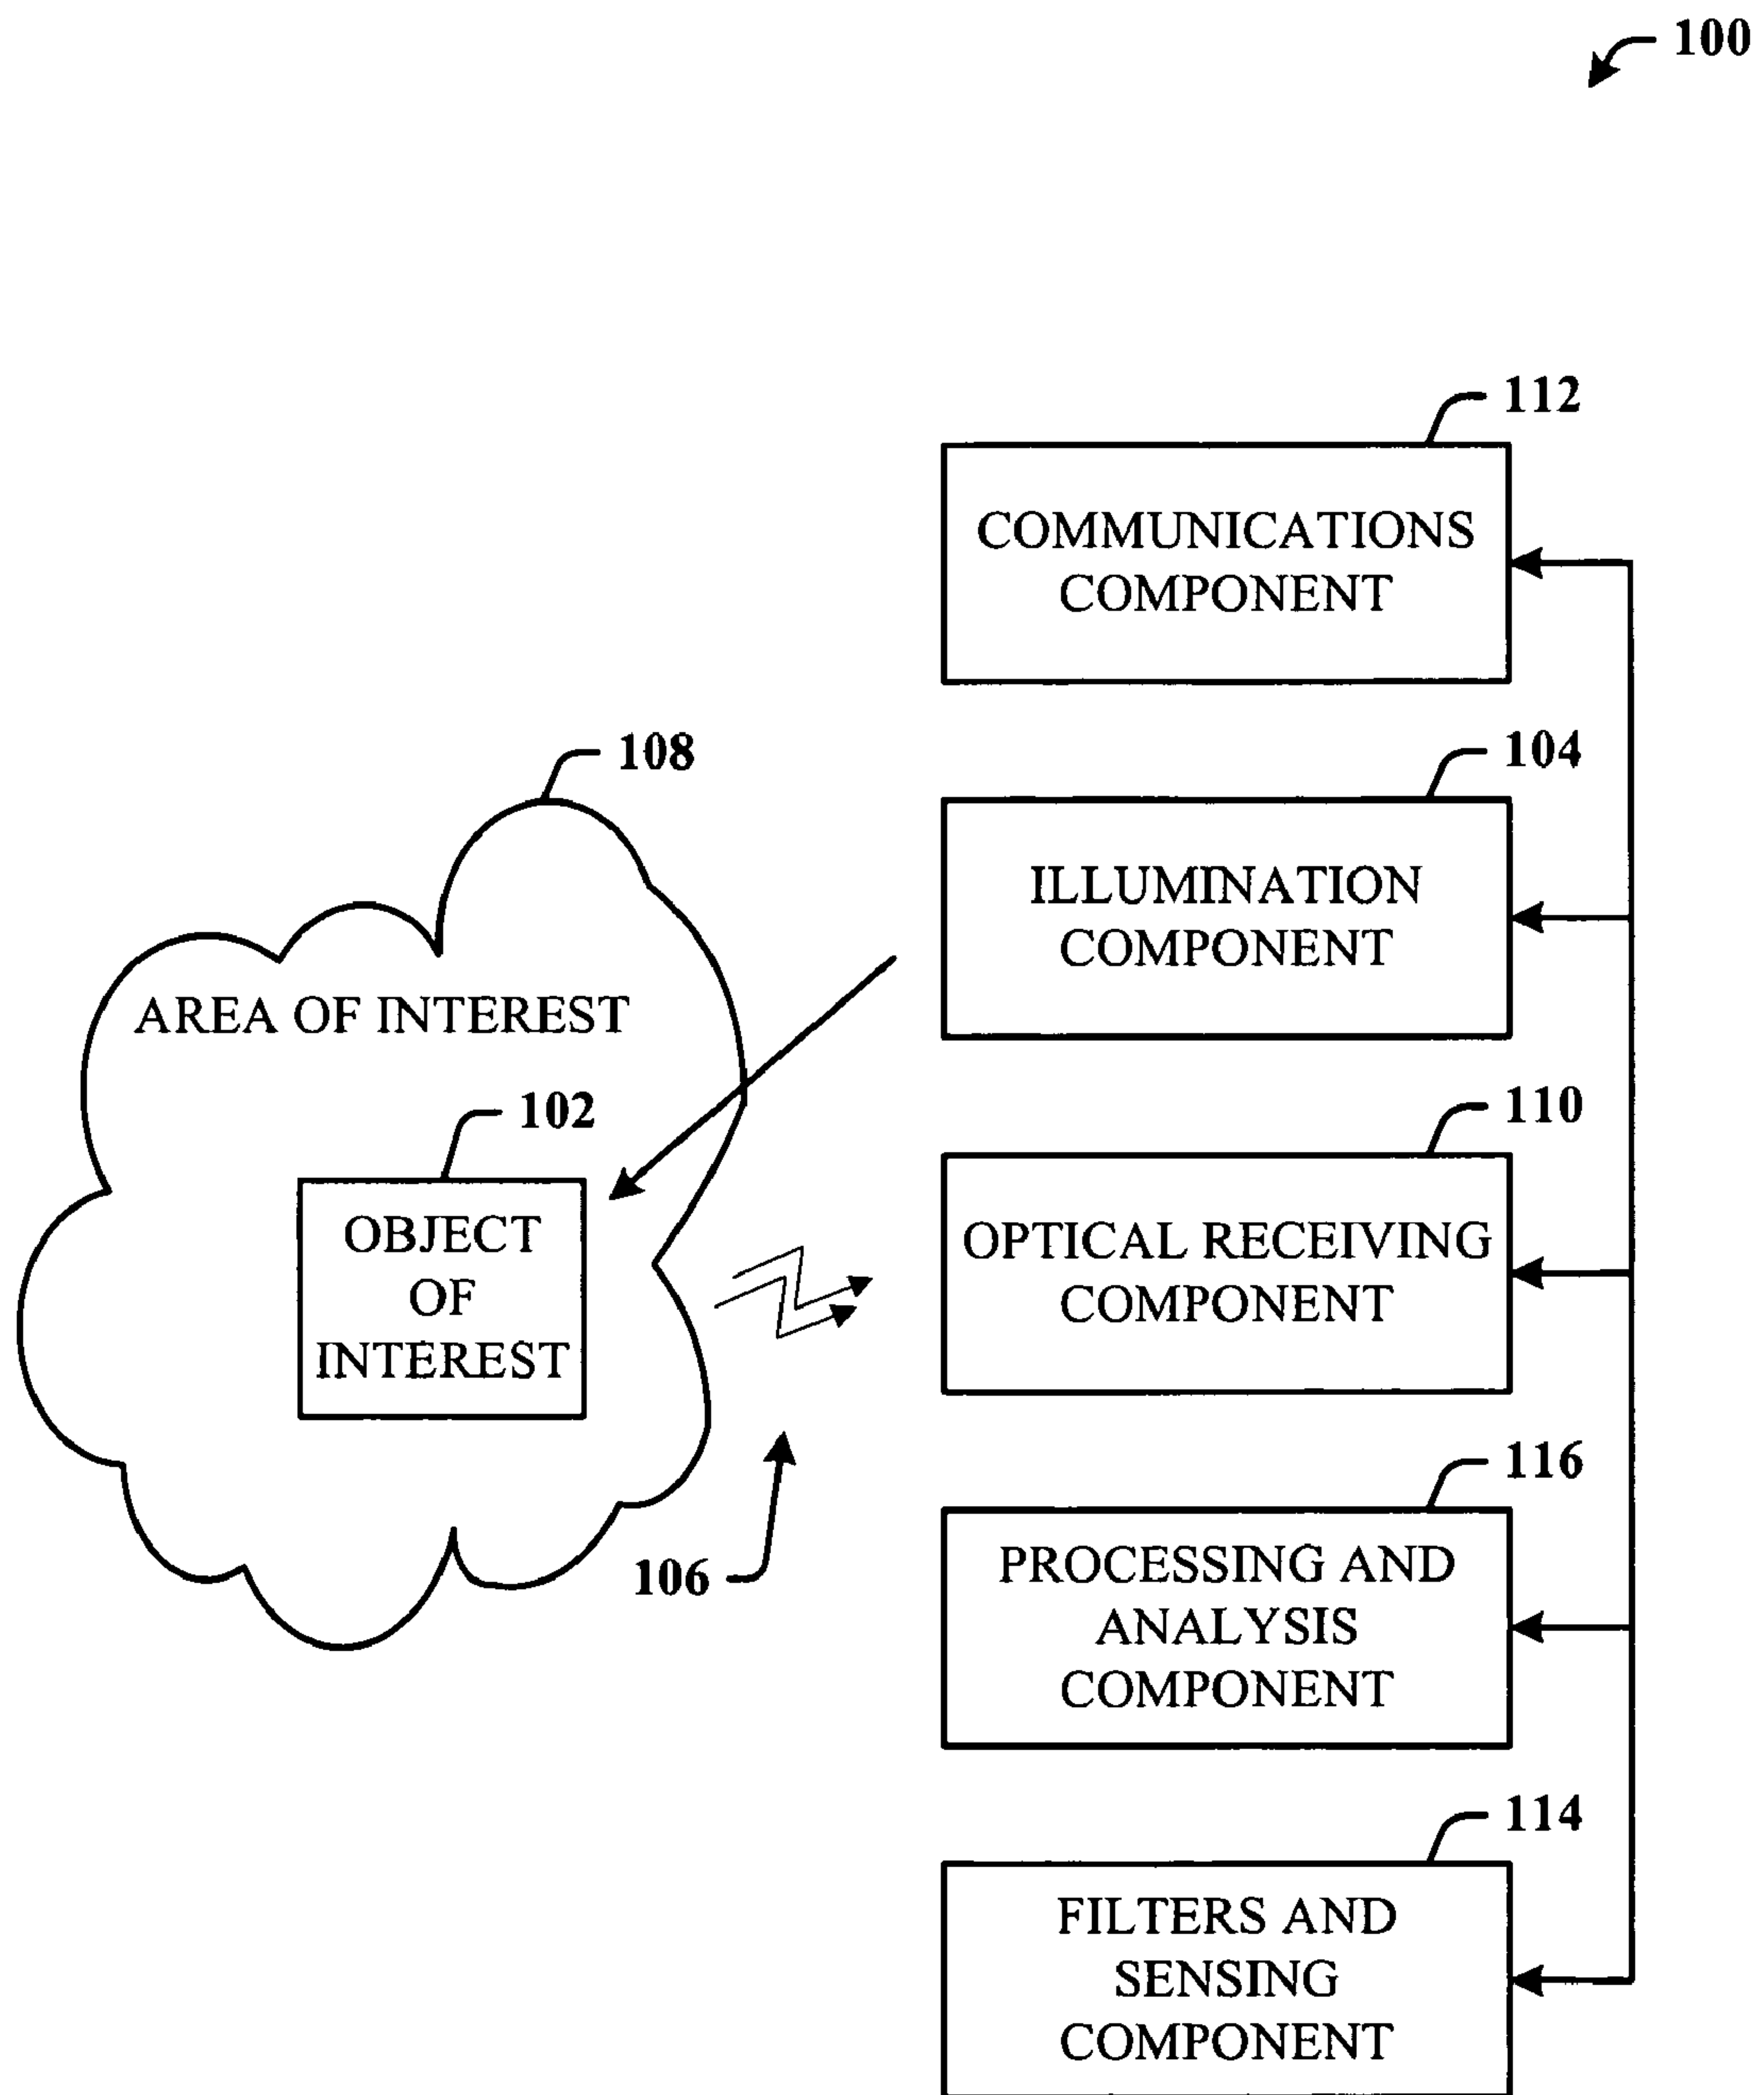 100
112
COMMUNICATIONS
COMPONENT
108
104
ILLUMINATION
COMPONENT
AREA OF INTEREST
102
OBJECT
OF
INTEREST
110
OPTICAL RECEIVING
COMPONENT
106
116
PROCESSING AND
ANALYSIS
COMPONENT
114
FILTERS AND
SENSING
COMPONENT